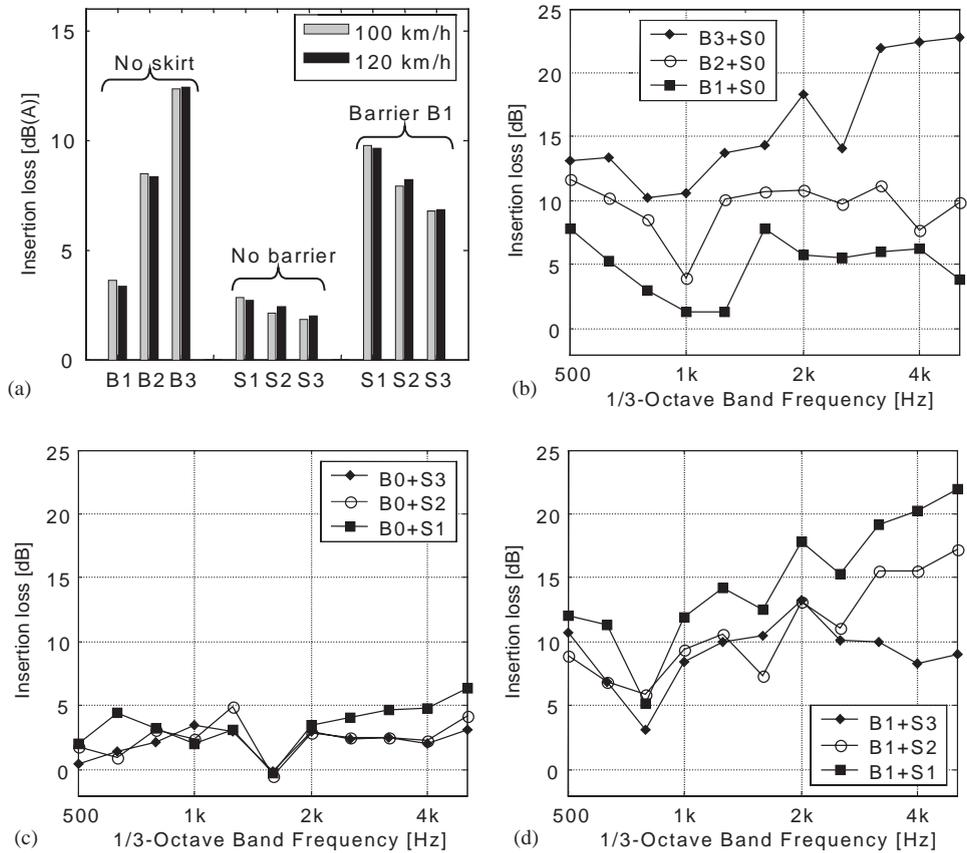 15
10
5
0
Insertion loss [dB(A)]
100 km/h
120 km/h
No skirt
No barrier
Barrier B1
B1 B2 B3 S1 S2 S3 S1 S2 S3
(a)
25
20
15
10
5
0
Insertion loss [dB]
B3+S0
B2+S0
B1+S0
500 1k 2k 4k
1/3-Octave Band Frequency [Hz]
(b)
25
20
15
10
5
0
Insertion loss [dB]
B0+S3
B0+S2
B0+S1
500 1k 2k 4k
1/3-Octave Band Frequency [Hz]
(c)
25
20
15
10
5
0
Insertion loss [dB]
B1+S3
B1+S2
B1+S1
500 1k 2k 4k
1/3-Octave Band Frequency [Hz]
(d)